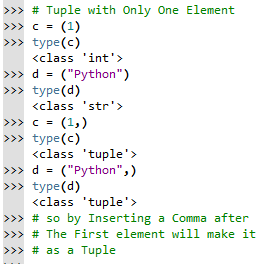 >>> # Tuple with Only One Element
>>> c = (1)
>>> type(c)
<class 'int'>
>>> d = ("Python")
>>> type(d)
<class 'str'>
>>> c = (1,)
>>> type(c)
<class 'tuple'>
>>> d = ("Python",)
>>> type(d)
<class 'tuple'>
>>> # so by Inserting a Comma after
>>> # The First element will make it
>>> # as a Tuple